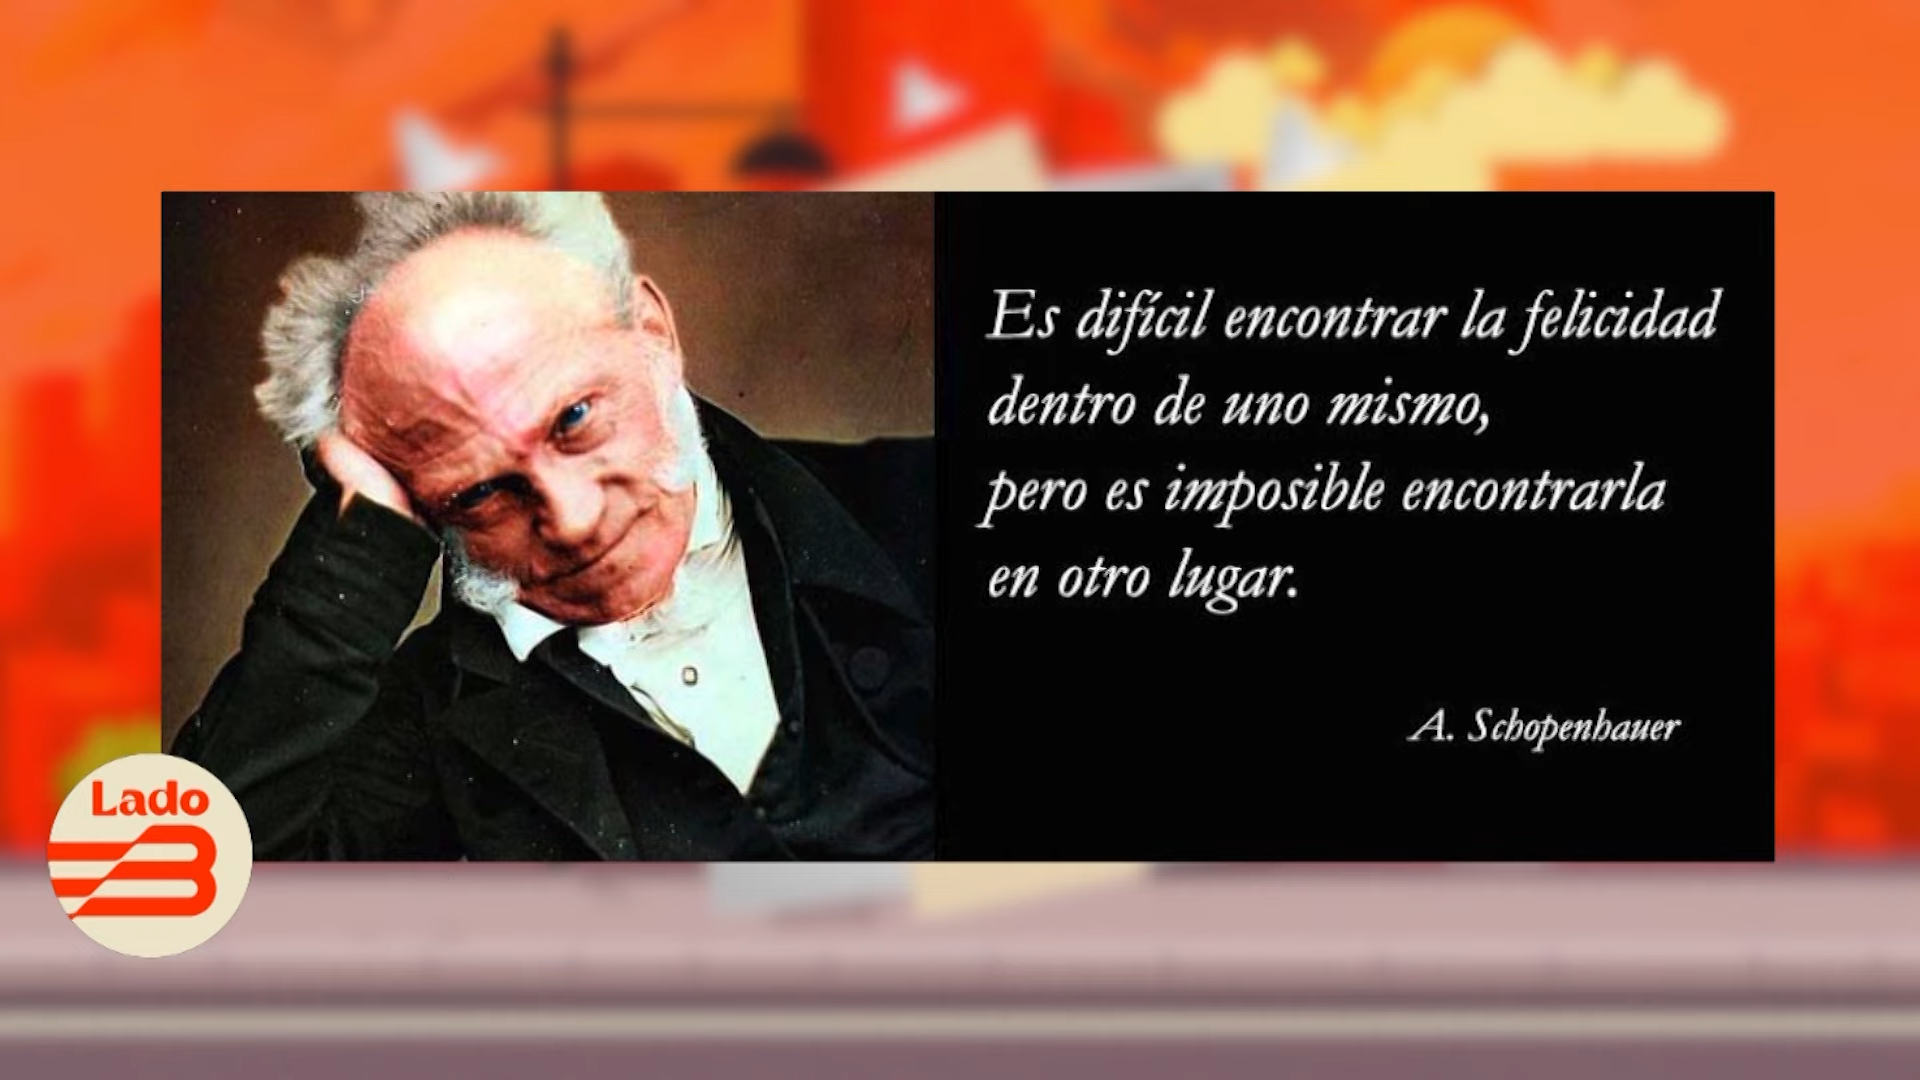 Es difícil encontrar la felicidad
dentro de uno mismo,
pero es imposible encontrarla
en otro lugar.
A. Schopenhauer
Lado
B